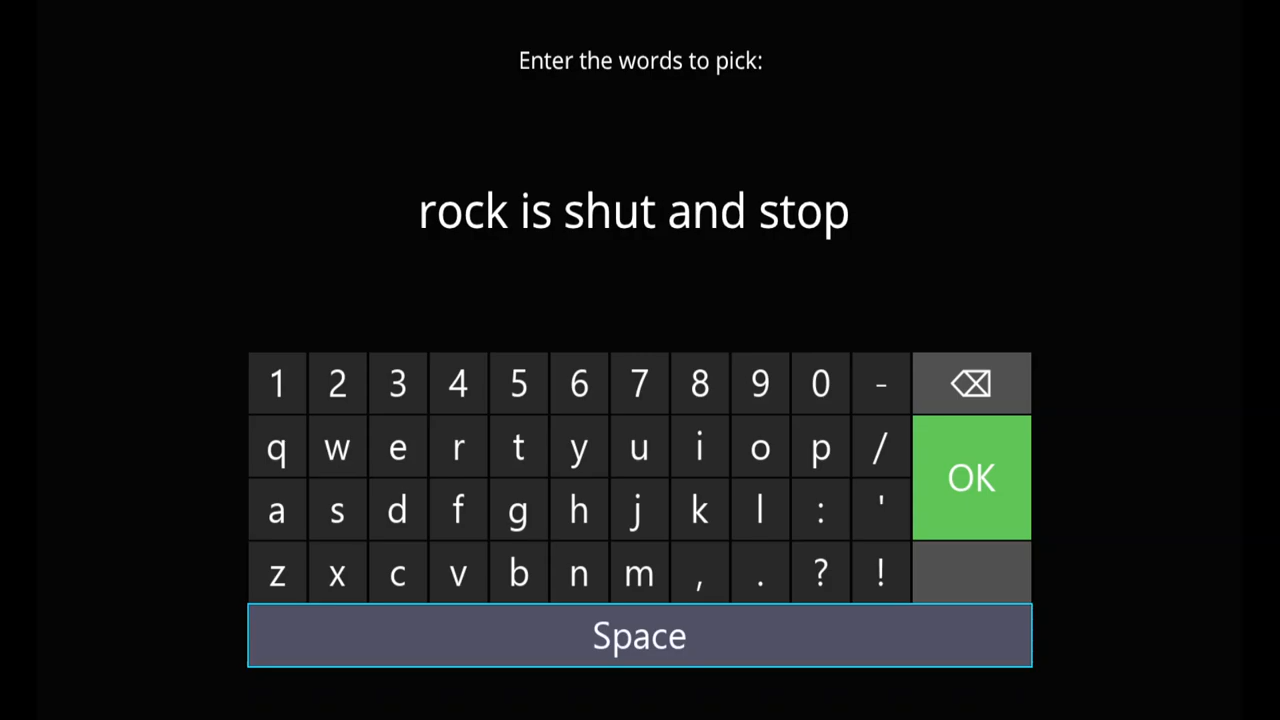 Enter the words to pick:
rock is shut and stop
1 2 3 4 5 6 7 8 9 0 - ⌫
q w e r t y u i o p /
OK
a s d f g h j k l : '
z x c v b n m , . ? !
Space